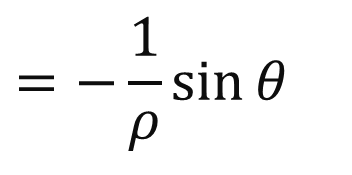 = − 1/ρ sin θ